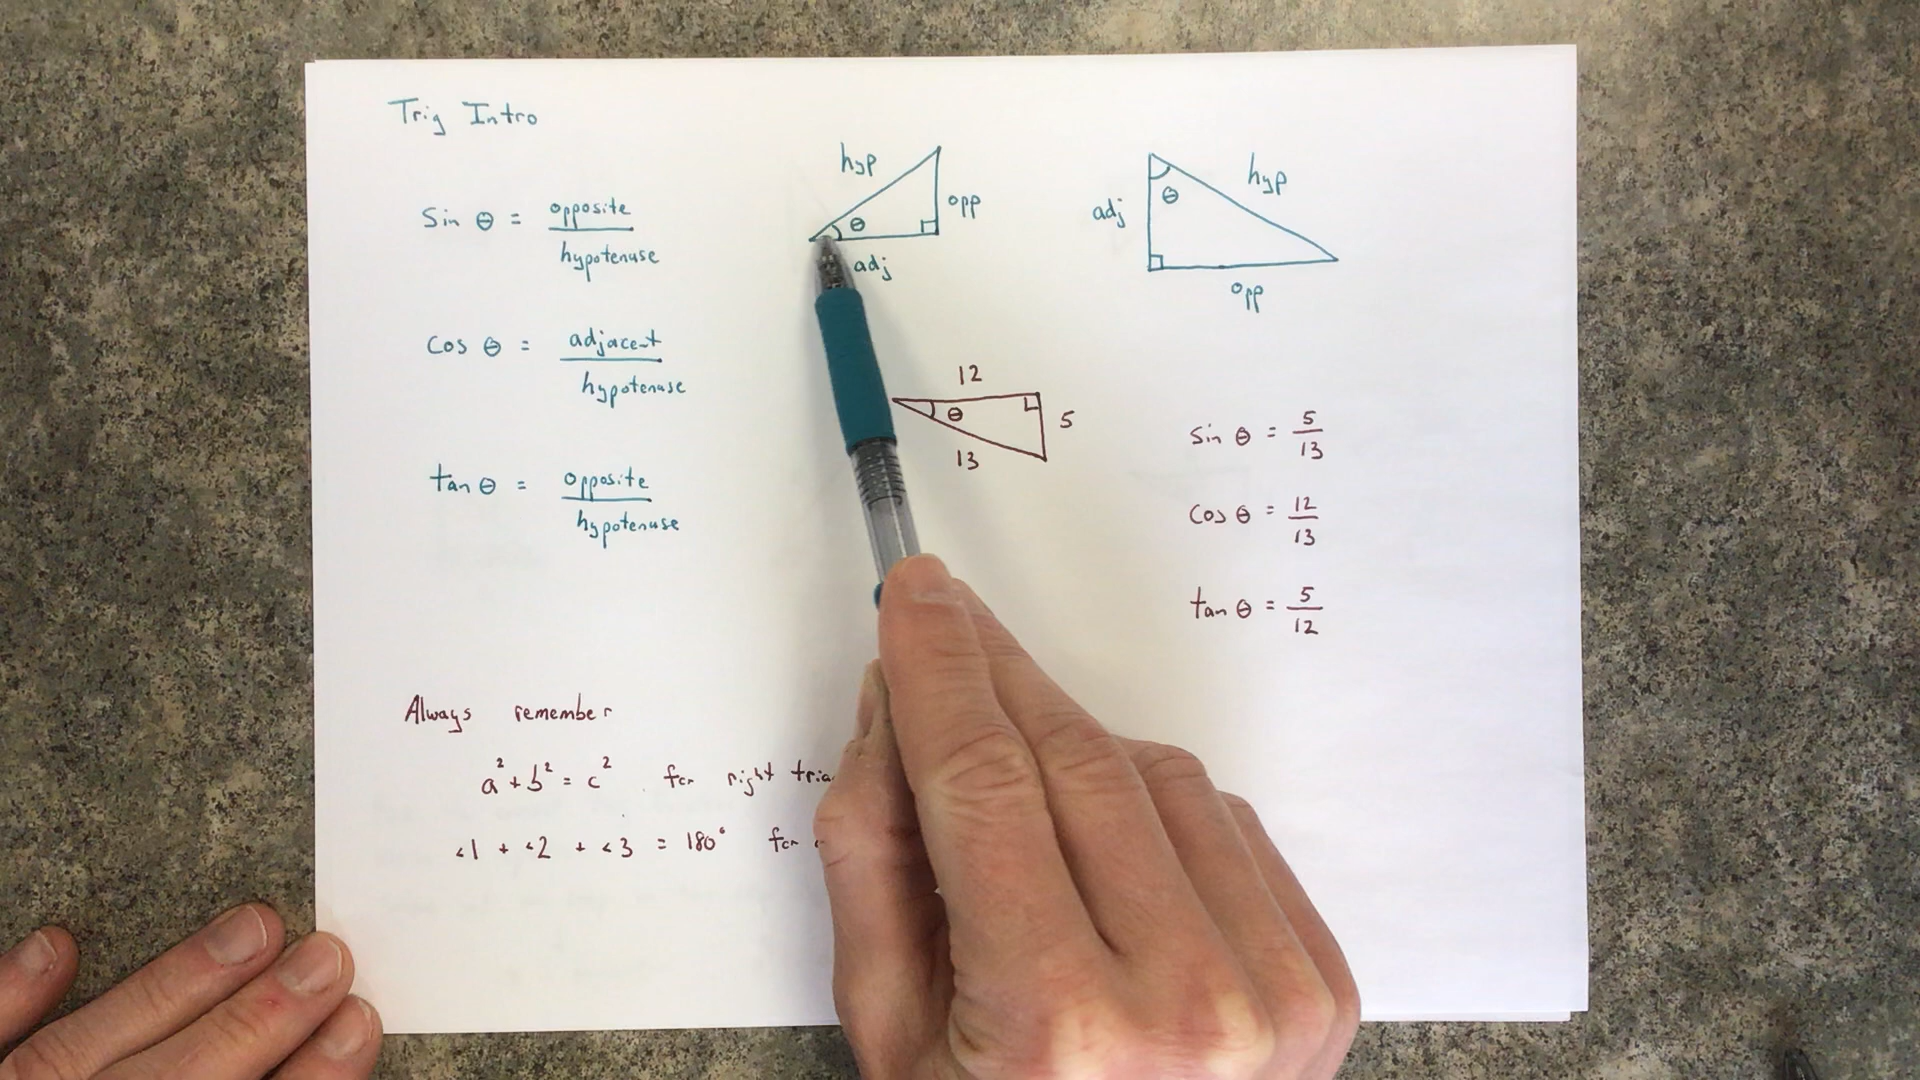 Trig Intro
sin θ = opposite / hypotenuse
cos θ = adjacent / hypotenuse
tan θ = opposite / hypotenuse
hyp
opp
θ
adj
hyp
adj
θ
opp
12
θ
5
13
sin θ = 5/13
cos θ = 12/13
tan θ = 5/12
Always remember
a² + b² = c² for right
<1 + <2 + <3 = 180° for